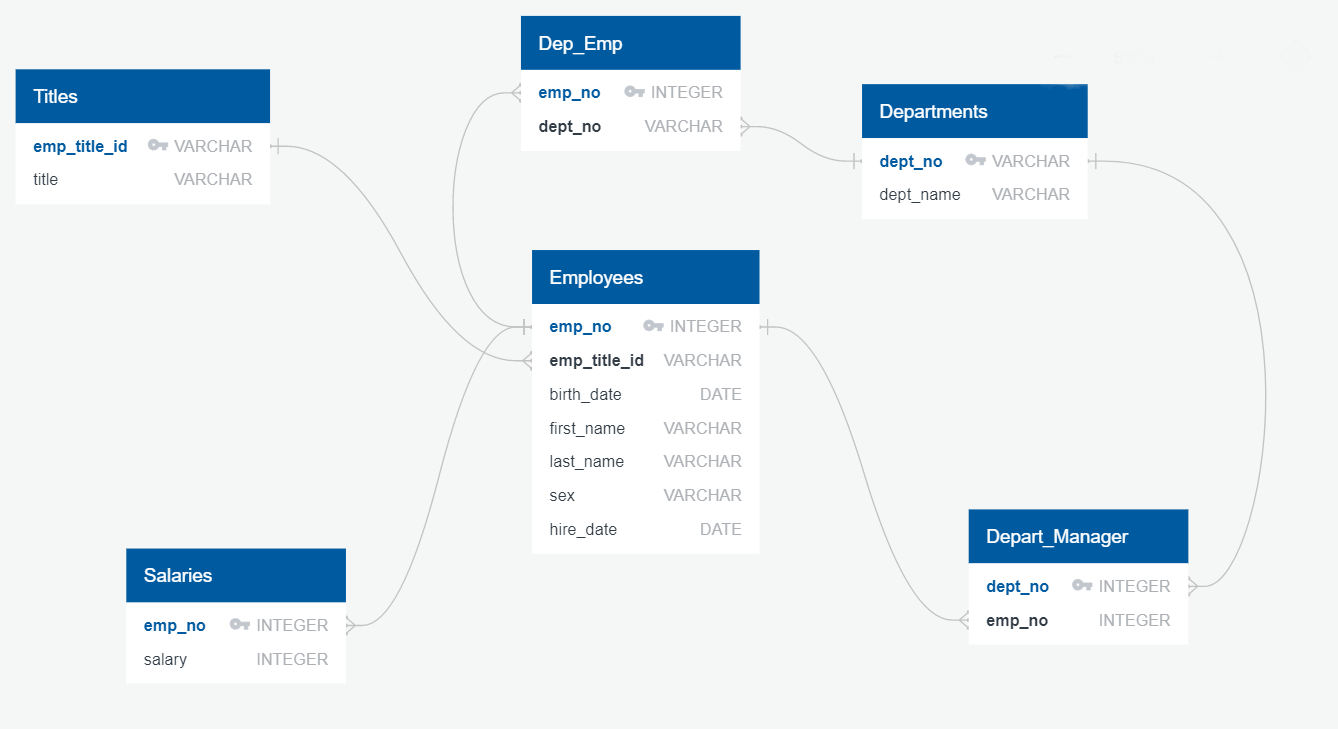 Dep_Emp
emp_no INTEGER
dept_no VARCHAR
Titles
emp_title_id VARCHAR
title VARCHAR
Departments
dept_no VARCHAR
dept_name VARCHAR
Employees
emp_no INTEGER
emp_title_id VARCHAR
birth_date DATE
first_name VARCHAR
last_name VARCHAR
sex VARCHAR
hire_date DATE
Depart_Manager
dept_no INTEGER
emp_no INTEGER
Salaries
emp_no INTEGER
salary INTEGER